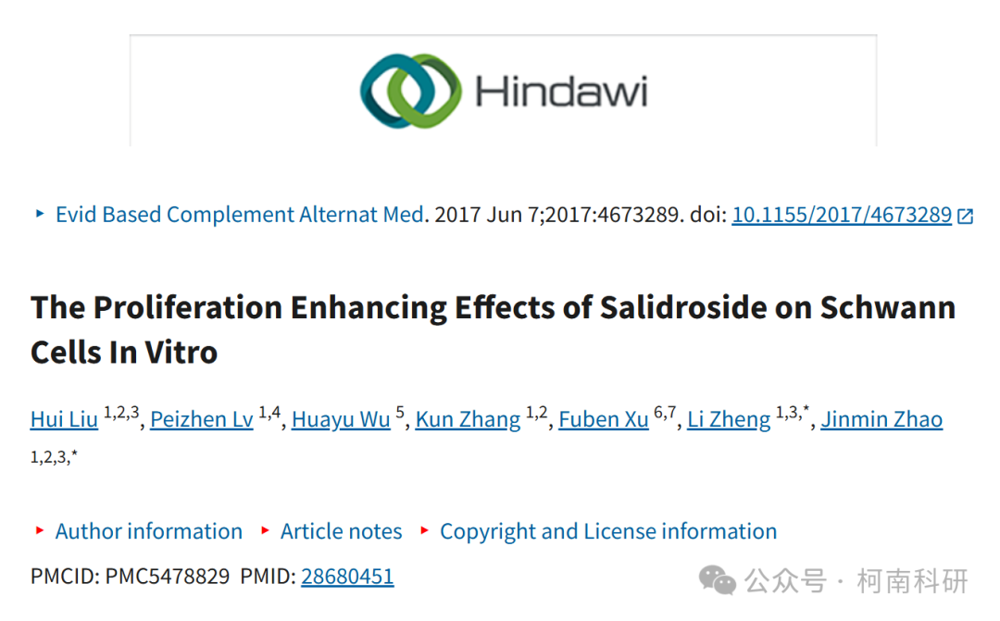 Hindawi
‣ Evid Based Complement Alternat Med. 2017 Jun 7;2017:4673289. doi: 10.1155/2017/4673289
The Proliferation Enhancing Effects of Salidroside on Schwann
Cells In Vitro
Hui Liu 1,2,3, Peizhen Lv 1,4, Huayu Wu 5, Kun Zhang 1,2, Fuben Xu 6,7, Li Zheng 1,3,*, Jinmin Zhao
1,2,3,*
‣ Author information ‣ Article notes ‣ Copyright and License information
PMCID: PMC5478829 PMID: 28680451
公众号 · 柯南科研